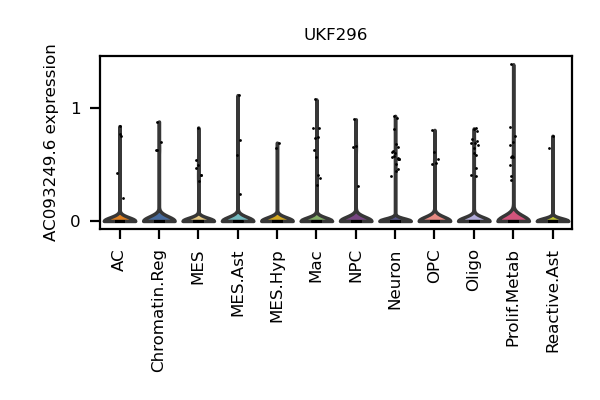 UKF296
AC093249.6 expression
1
0
AC
Chromatin.Reg
MES
MES.Ast
MES.Hyp
Mac
NPC
Neuron
OPC
Oligo
Prolif.Metab
Reactive.Ast